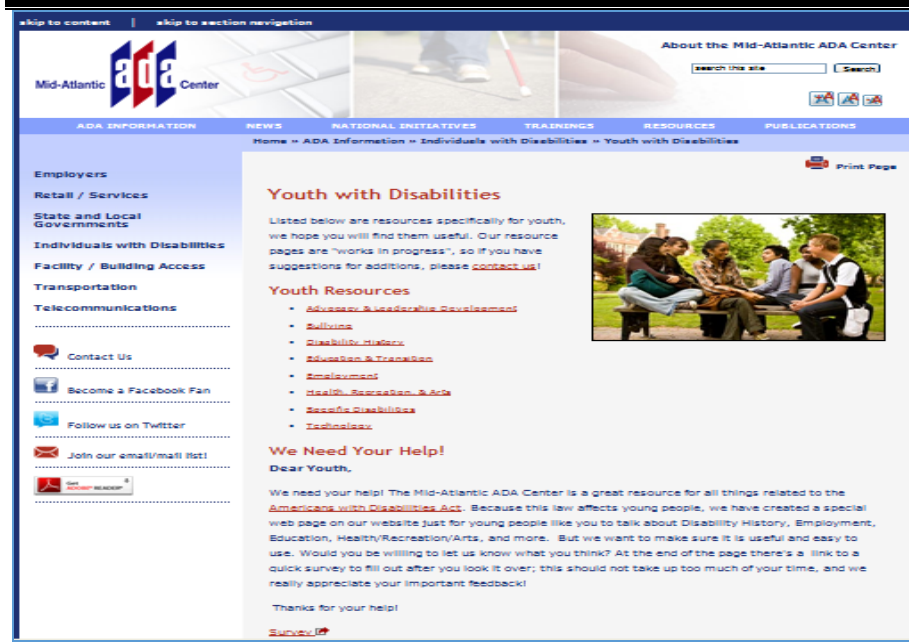 skip to content | skip to section navigation
Mid-Atlantic ada Center
About the Mid-Atlantic ADA Center
search this site Search
ADA INFORMATION NEWS NATIONAL INITIATIVES TRAININGS RESOURCES PUBLICATIONS
Home » ADA Information » Individuals with Disabilities » Youth with Disabilities
Print Page
Employers
Retail / Services
State and Local
Governments
Individuals with Disabilities
Facility / Building Access
Transportation
Telecommunications
Contact Us
Become a Facebook Fan
Follow us on Twitter
Join our email/mail list!
Get
ADOBE® READER®
Youth with Disabilities
Listed below are resources specifically for youth,
we hope you will find them useful. Our resource
pages are "works in progress", so if you have
suggestions for additions, please contact us!
Youth Resources
• Advocacy & Leadership Development
• Bullying
• Disability History
• Education & Transition
• Employment
• Health, Recreation, & Arts
• Specific Disabilities
• Technology
We Need Your Help!
Dear Youth,
We need your help! The Mid-Atlantic ADA Center is a great resource for all things related to the
Americans with Disabilities Act. Because this law affects young people, we have created a special
web page on our website just for young people like you to talk about Disability History, Employment,
Education, Health/Recreation/Arts, and more. But we want to make sure it is useful and easy to
use. Would you be willing to let us know what you think? At the end of the page there's a link to a
quick survey to fill out after you look it over; this should not take up too much of your time, and we
really appreciate your important feedback!
Thanks for your help!
Survey